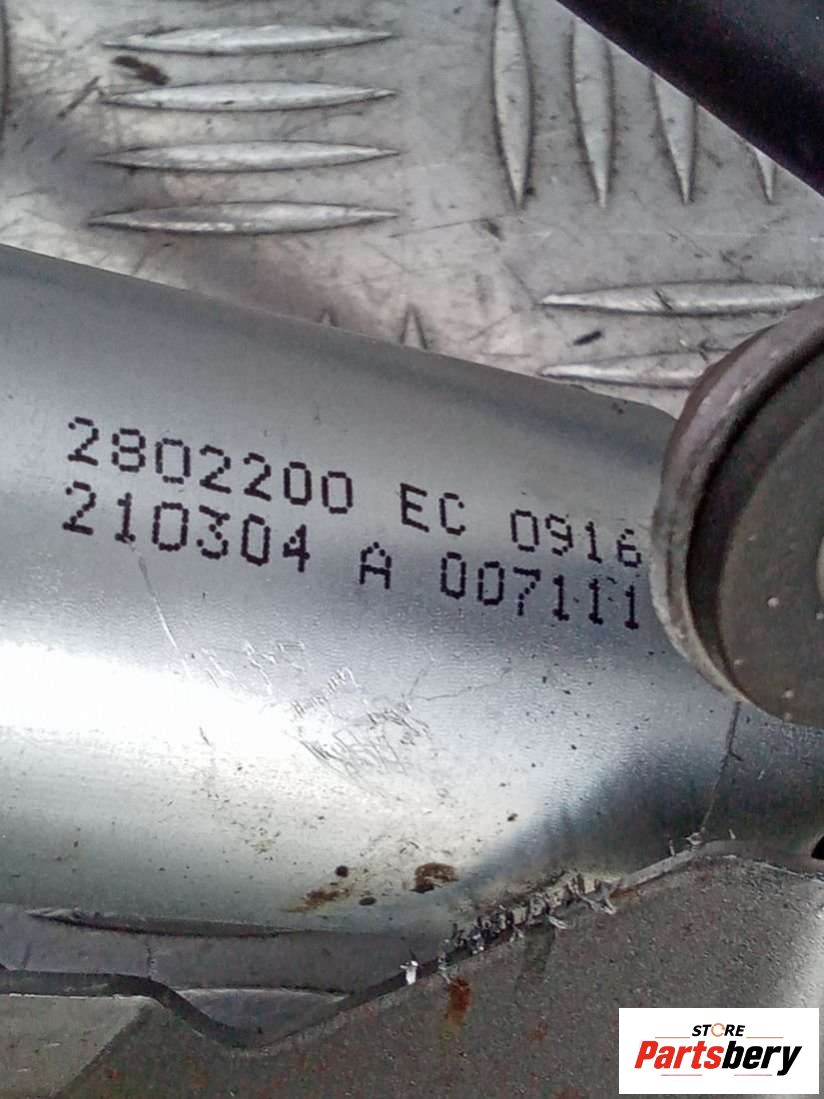 2802200 EC 0916
210304 A 007111
STORE
Partsbery